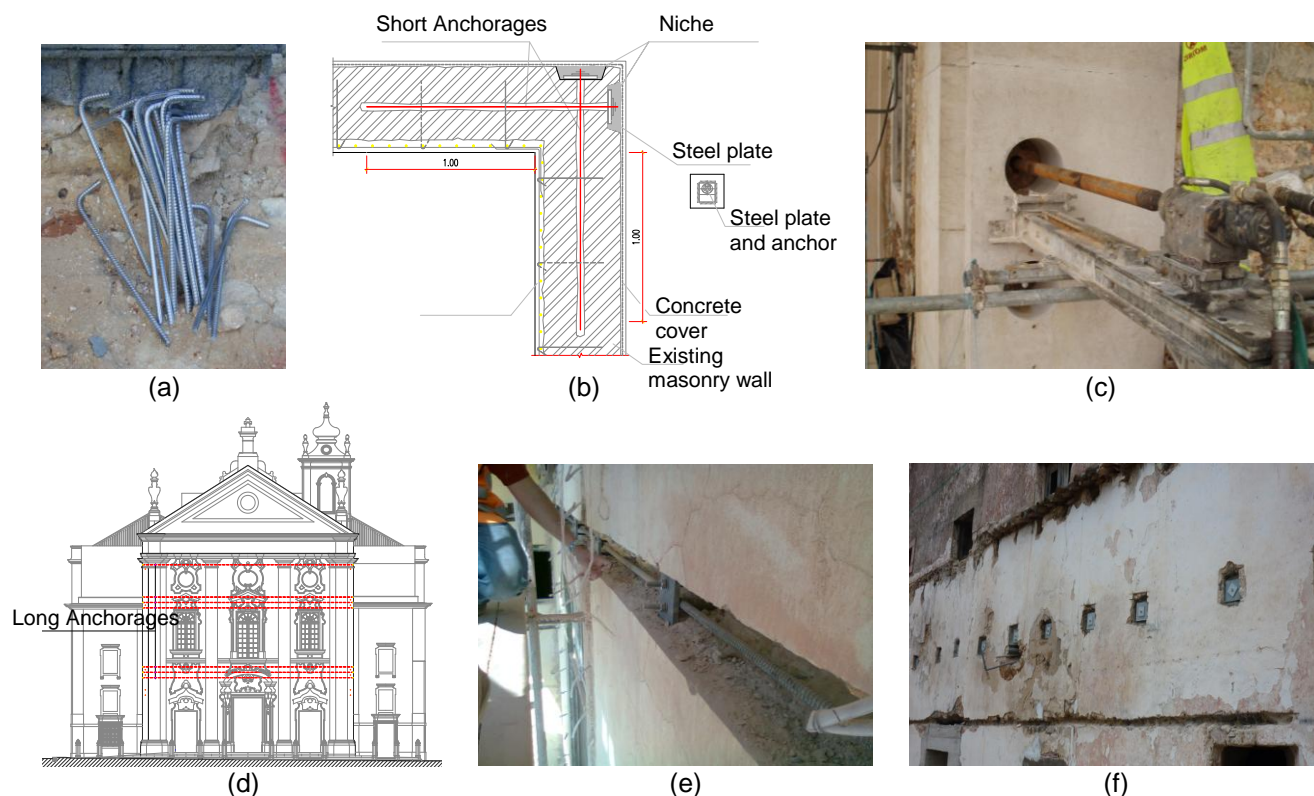 Short Anchorages
Niche
1.00
Steel plate
Steel plate
and anchor
1.00
Concrete
cover
Existing
masonry wall
(a)
(b)
(c)
Long Anchorages
(d)
(e)
(f)